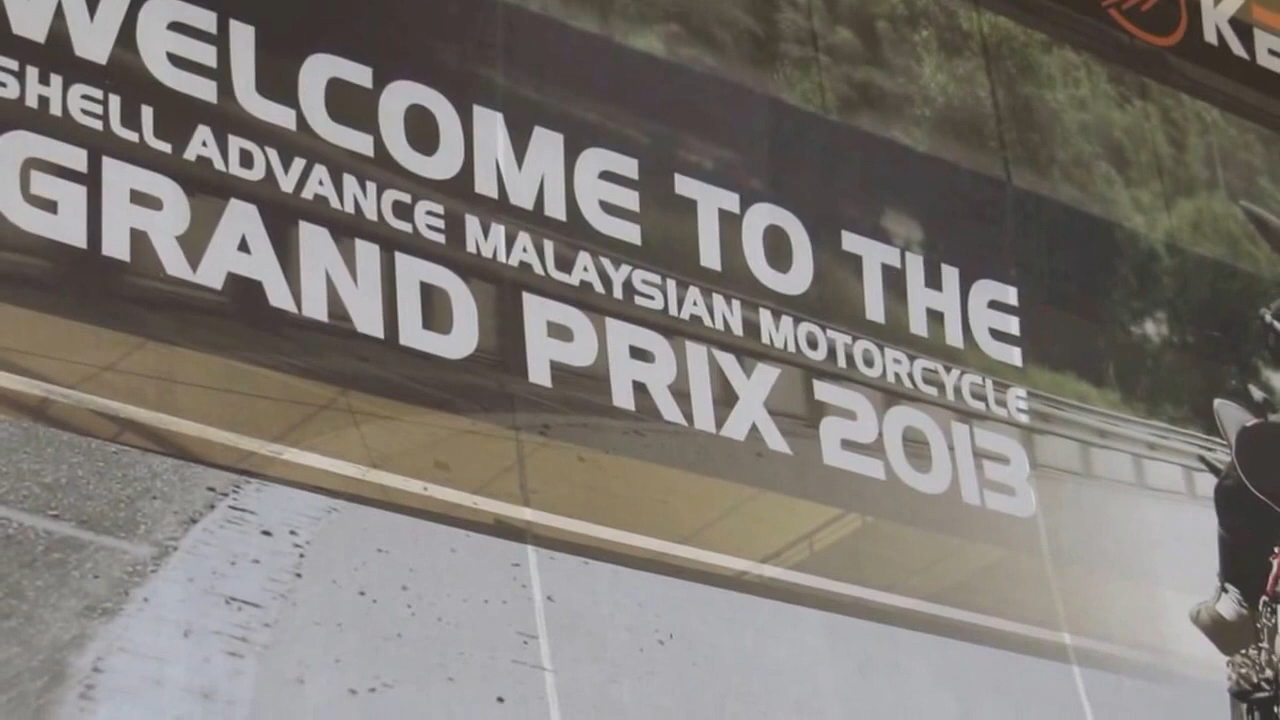 WELCOME TO THE
SHELL ADVANCE MALAYSIAN MOTORCYCLE
GRAND PRIX 2013